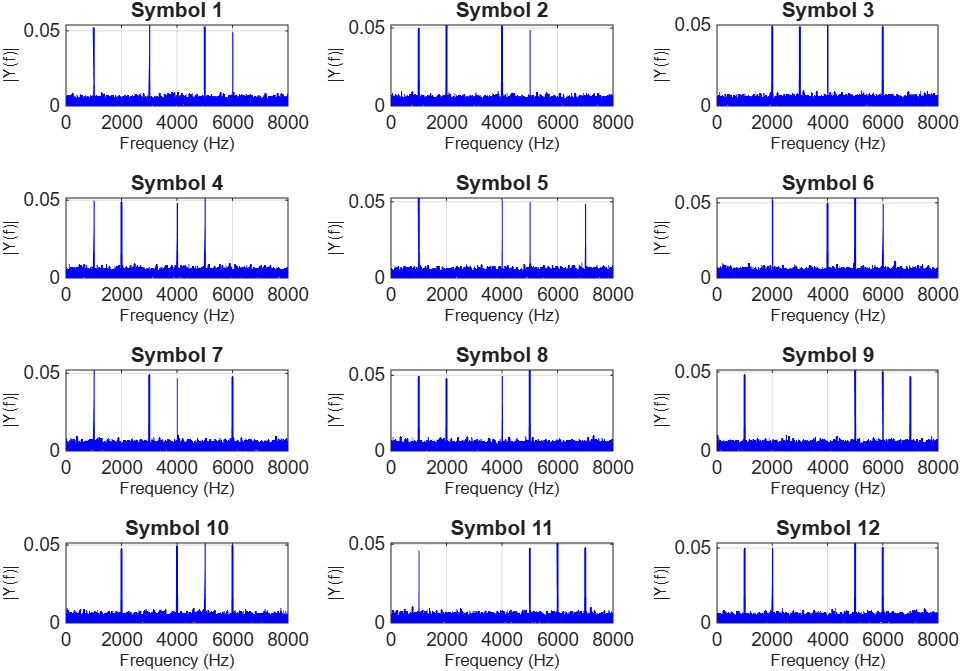 Symbol 1
0.05
0
|Y(f)|
0 2000 4000 6000 8000
Frequency (Hz)
Symbol 2
0.05
0
|Y(f)|
0 2000 4000 6000 8000
Frequency (Hz)
Symbol 3
0.05
0
|Y(f)|
0 2000 4000 6000 8000
Frequency (Hz)
Symbol 4
0.05
0
|Y(f)|
0 2000 4000 6000 8000
Frequency (Hz)
Symbol 5
0.05
0
|Y(f)|
0 2000 4000 6000 8000
Frequency (Hz)
Symbol 6
0.05
0
|Y(f)|
0 2000 4000 6000 8000
Frequency (Hz)
Symbol 7
0.05
0
|Y(f)|
0 2000 4000 6000 8000
Frequency (Hz)
Symbol 8
0.05
0
|Y(f)|
0 2000 4000 6000 8000
Frequency (Hz)
Symbol 9
0.05
0
|Y(f)|
0 2000 4000 6000 8000
Frequency (Hz)
Symbol 10
0.05
0
|Y(f)|
0 2000 4000 6000 8000
Frequency (Hz)
Symbol 11
0.05
0
|Y(f)|
0 2000 4000 6000 8000
Frequency (Hz)
Symbol 12
0.05
0
|Y(f)|
0 2000 4000 6000 8000
Frequency (Hz)